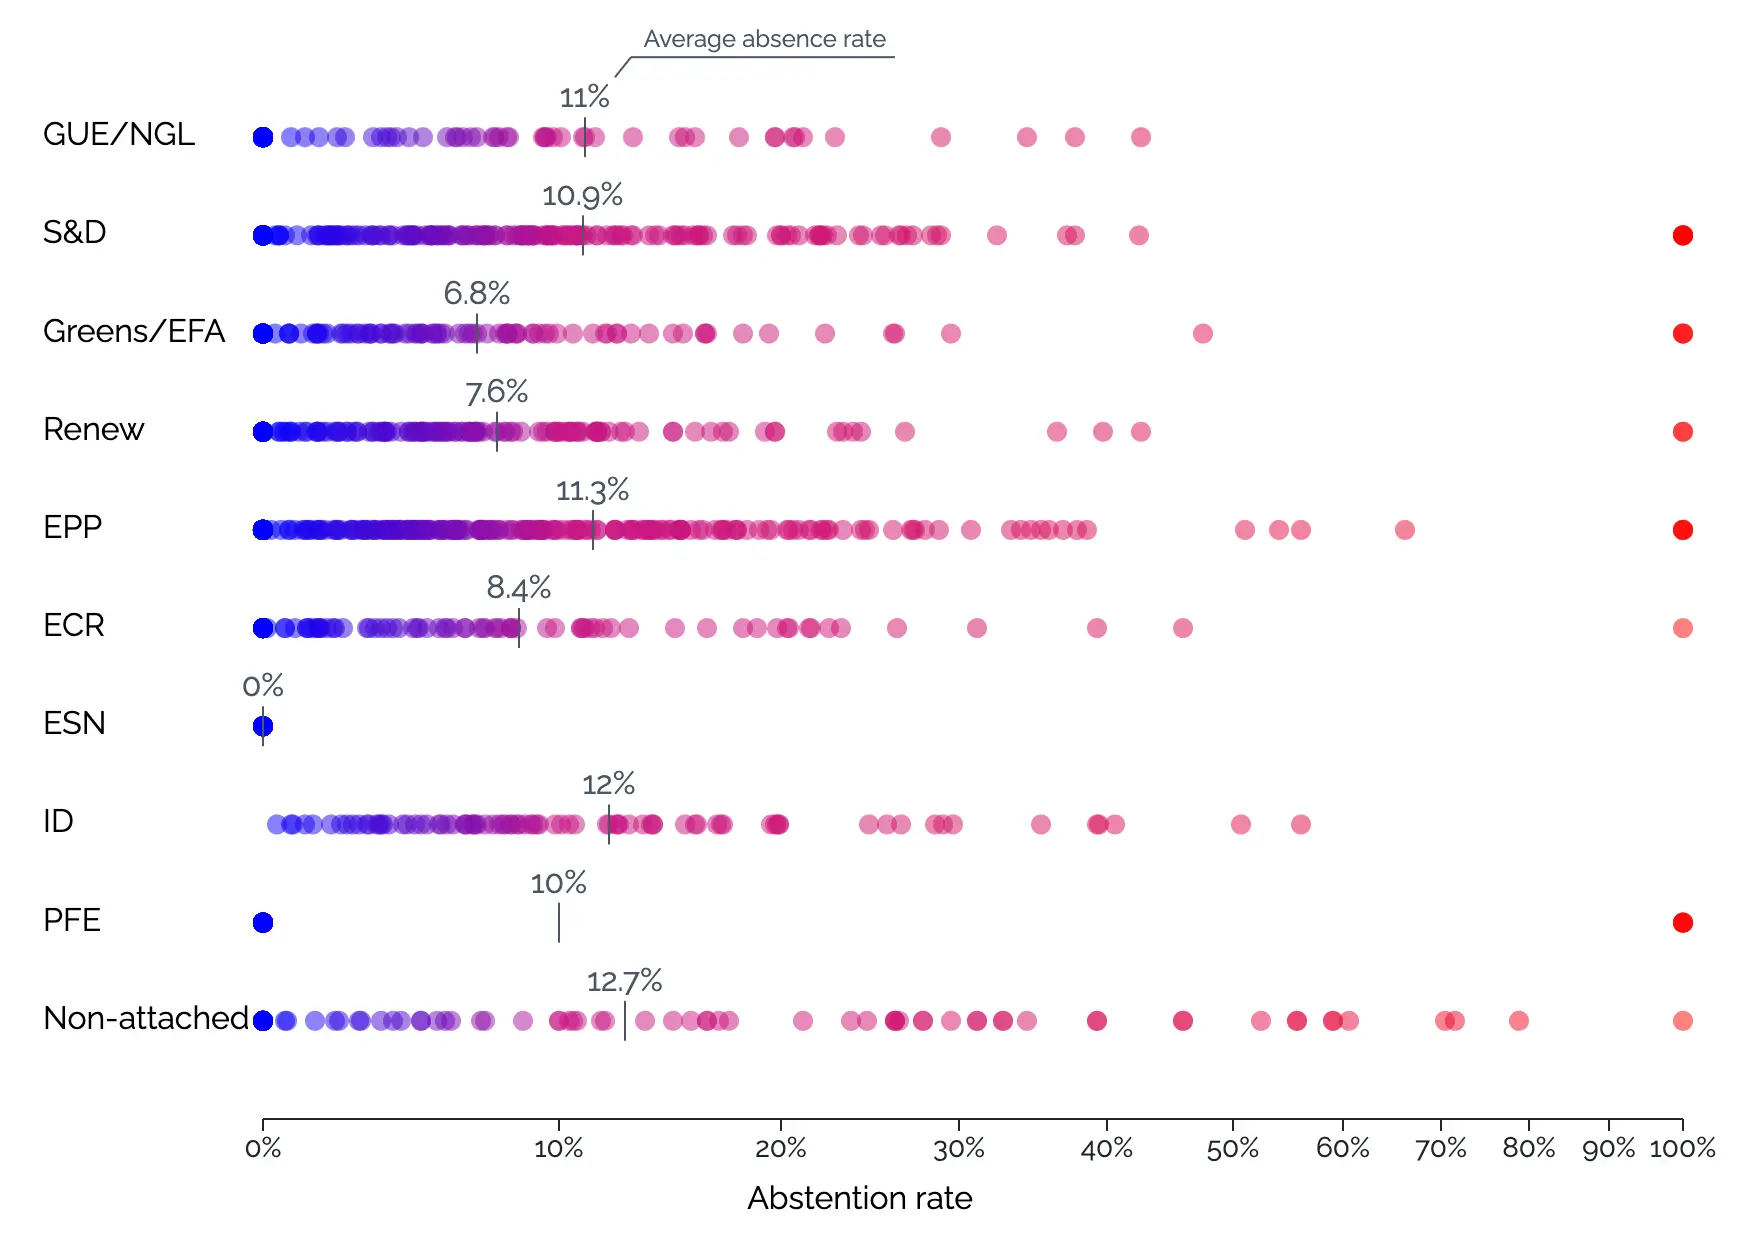 Average absence rate
11%
GUE/NGL
10.9%
S&D
6.8%
Greens/EFA
7.6%
Renew
11.3%
EPP
8.4%
ECR
0%
ESN
12%
ID
10%
PFE
12.7%
Non-attached
0% 10% 20% 30% 40% 50% 60% 70% 80% 90% 100%
Abstention rate